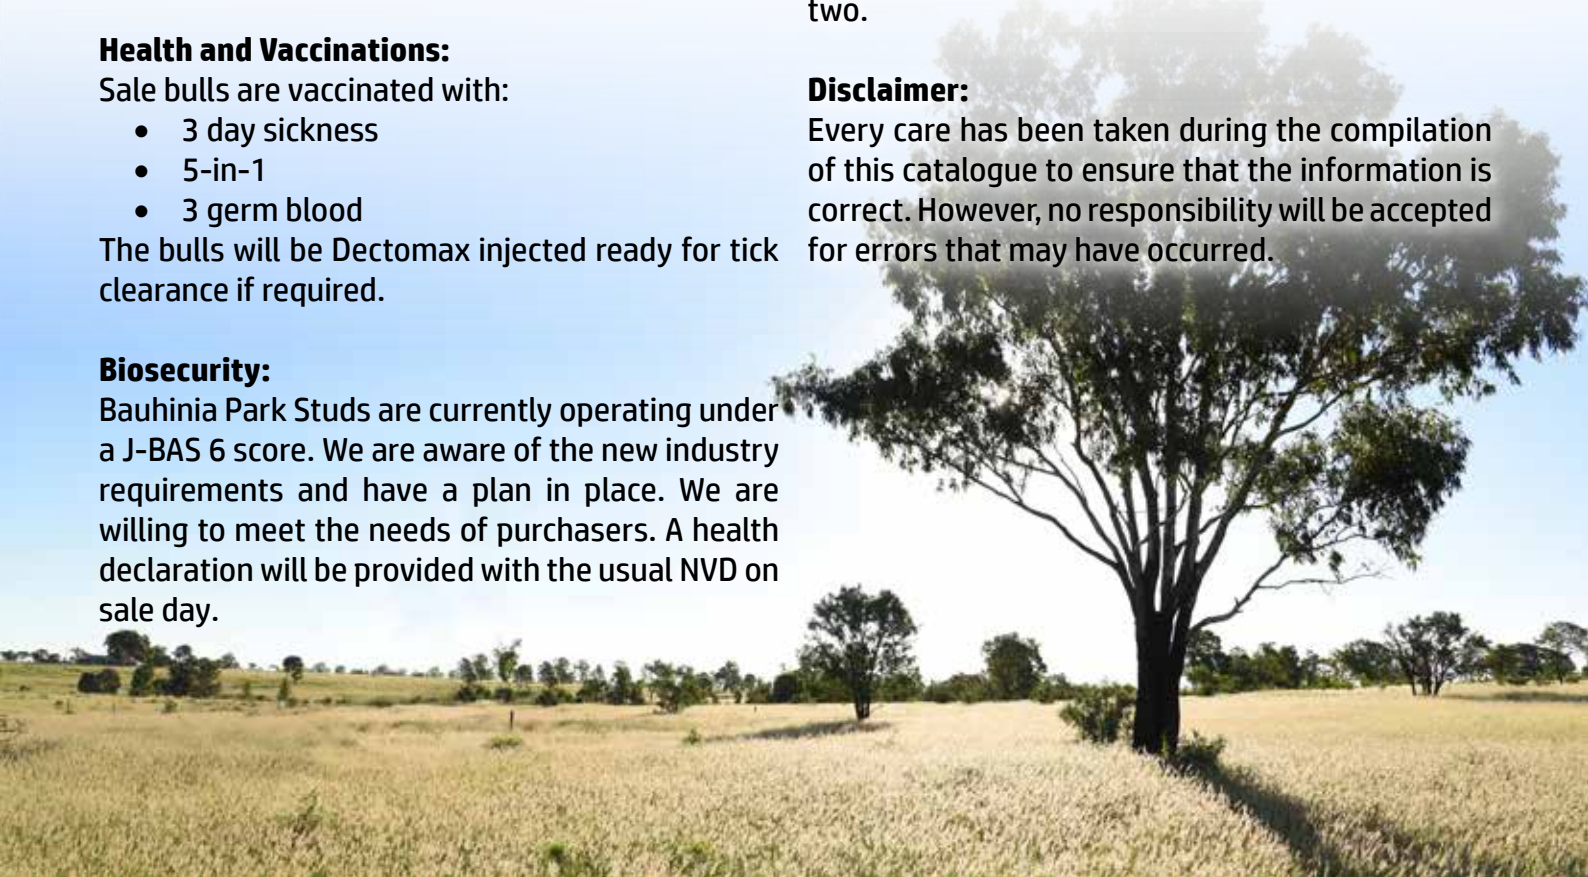 Health and Vaccinations:
Sale bulls are vaccinated with:
• 3 day sickness
• 5-in-1
• 3 germ blood
The bulls will be Dectomax injected ready for tick
clearance if required.
Biosecurity:
Bauhinia Park Studs are currently operating under
a J-BAS 6 score. We are aware of the new industry
requirements and have a plan in place. We are
willing to meet the needs of purchasers. A health
declaration will be provided with the usual NVD on
sale day.
two.
Disclaimer:
Every care has been taken during the compilation
of this catalogue to ensure that the information is
correct. However, no responsibility will be accepted
for errors that may have occurred.